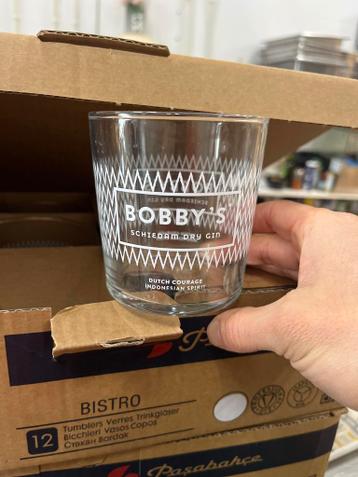 BOBBY'S®
SCHIEDAM DRY GIN
DUTCH COURAGE
INDONESIAN SPIRIT
BISTRO
12
Tumblers Verres Trinkgläser
Bicchieri Vasos Copos
Стакан Bardak
Paşabahçe